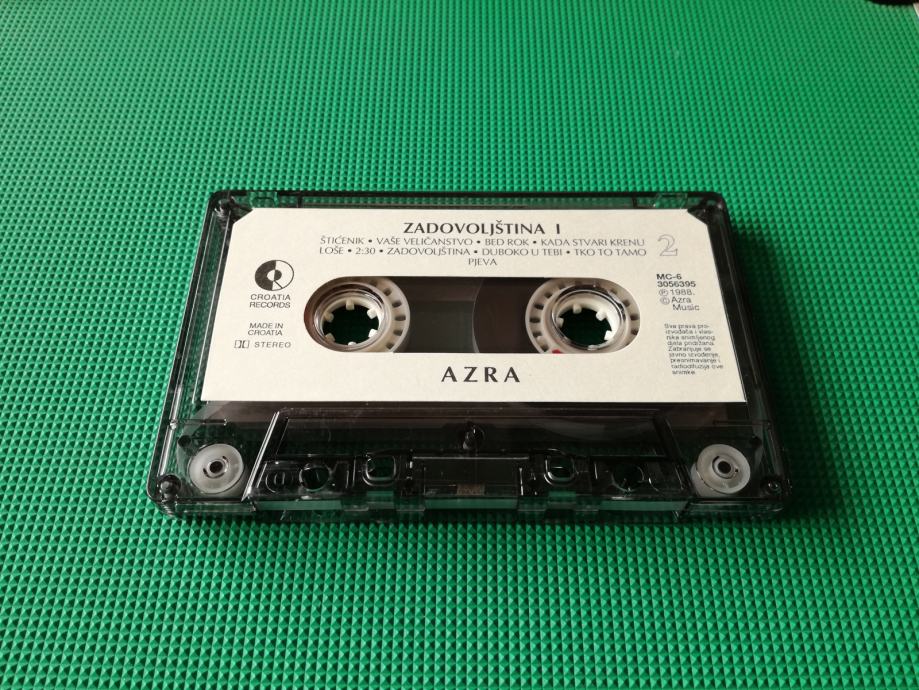 ZADOVOLJŠTINA I
ŠTIĆENIK • VAŠE VELIČANSTVO • BED ROK • KADA STVARI KRENU
LOŠE • 2:30 • ZADOVOLJŠTINA • DUBOKO U TEBI • TKO TO TAMO
PJEVA
2
CROATIA
RECORDS
MADE IN
CROATIA
STEREO
MC-6
3056395
℗ 1988.
© Azra
Music
Sva prava pro-
izvođača i vlas-
nika snimljenog
djela pridržana.
Zabranjuje se
javno izvođenje,
presnimavanje i
radiodifuzija ove
snimke.
AZRA